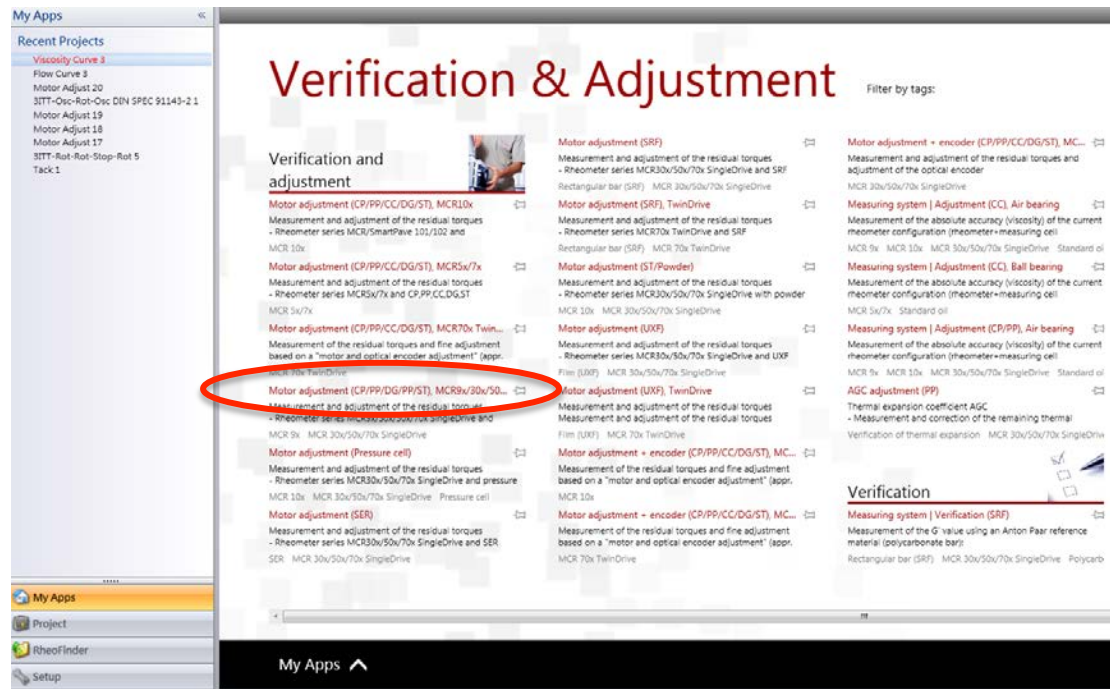 My Apps «
Recent Projects
Viscosity Curve 3
Flow Curve 3
Motor Adjust 20
3ITT-Osc-Rot-Osc DIN SPEC 91143-2 1
Motor Adjust 19
Motor Adjust 18
Motor Adjust 17
3ITT-Rot-Rot-Stop-Rot 5
Tack 1
My Apps
Project
RheoFinder
Setup
Verification & Adjustment
Filter by tags:
Verification and
adjustment
Motor adjustment (CP/PP/CC/DG/ST), MCR10x
Measurement and adjustment of the residual torques
- Rheometer series MCR/SmartPave 101/102 and
MCR 10x
Motor adjustment (CP/PP/CC/DG/ST), MCR5x/7x
Measurement and adjustment of the residual torques
- Rheometer series MCR5x/7x and CP,PP,CC,DG,ST
MCR 5x/7x
Motor adjustment (CP/PP/CC/DG/ST), MCR70x Twin...
Measurement of the residual torques and fine adjustment
based on a "motor and optical encoder adjustment" (appr.
MCR 70x TwinDrive
Motor adjustment (CP/PP/DG/PP/ST), MCR9x/30x/50...
Measurement and adjustment of the residual torques
- Rheometer series MCR9x/30x/50x/70x SingleDrive and
MCR 9x MCR 30x/50x/70x SingleDrive
Motor adjustment (Pressure cell)
Measurement and adjustment of the residual torques
- Rheometer series MCR30x/50x/70x SingleDrive and pressure
MCR 10x MCR 30x/50x/70x SingleDrive Pressure cell
Motor adjustment (SER)
Measurement and adjustment of the residual torques
- Rheometer series MCR30x/50x/70x SingleDrive and SER
SER MCR 30x/50x/70x SingleDrive
Motor adjustment (SRF)
Measurement and adjustment of the residual torques
- Rheometer series MCR30x/50x/70x SingleDrive and SRF
Rectangular bar (SRF) MCR 30x/50x/70x SingleDrive
Motor adjustment (SRF), TwinDrive
Measurement and adjustment of the residual torques
- Rheometer series MCR70x TwinDrive and SRF
Rectangular bar (SRF) MCR 70x TwinDrive
Motor adjustment (ST/Powder)
Measurement and adjustment of the residual torques
- Rheometer series MCR30x/50x/70x SingleDrive with powder
MCR 10x MCR 30x/50x/70x SingleDrive
Motor adjustment (UXF)
Measurement and adjustment of the residual torques
- Rheometer series MCR30x/50x/70x SingleDrive and UXF
Film (UXF) MCR 30x/50x/70x SingleDrive
Motor adjustment (UXF), TwinDrive
Measurement and adjustment of the residual torques
Measurement and adjustment of the residual torques
Film (UXF) MCR 70x TwinDrive
Motor adjustment + encoder (CP/PP/CC/DG/ST), MC...
Measurement of the residual torques and fine adjustment
based on a "motor and optical encoder adjustment" (appr.
MCR 10x
Motor adjustment + encoder (CP/PP/CC/DG/ST), MC...
Measurement of the residual torques and fine adjustment
based on a "motor and optical encoder adjustment" (appr.
MCR 70x TwinDrive
Motor adjustment + encoder (CP/PP/CC/DG/ST), MC...
Measurement and adjustment of the residual torques and
adjustment of the optical encoder
MCR 30x/50x/70x SingleDrive
Measuring system | Adjustment (CC), Air bearing
Measurement of the absolute accuracy (viscosity) of the current
rheometer configuration (rheometer+measuring cell
MCR 9x MCR 10x MCR 30x/50x/70x SingleDrive Standard oil
Measuring system | Adjustment (CC), Ball bearing
Measurement of the absolute accuracy (viscosity) of the current
rheometer configuration (rheometer+measuring cell
MCR 5x/7x Standard oil
Measuring system | Adjustment (CP/PP), Air bearing
Measurement of the absolute accuracy (viscosity) of the current
rheometer configuration (rheometer+measuring cell
MCR 9x MCR 10x MCR 30x/50x/70x SingleDrive Standard oil
AGC adjustment (PP)
Thermal expansion coefficient AGC
- Measurement and correction of the remaining thermal
Verification of thermal expansion MCR 30x/50x/70x SingleDriv
Verification
Measuring system | Verification (SRF)
Measurement of the G' value using an Anton Paar reference
material (polycarbonate bar):
Rectangular bar (SRF) MCR 30x/50x/70x SingleDrive Polycarb
My Apps